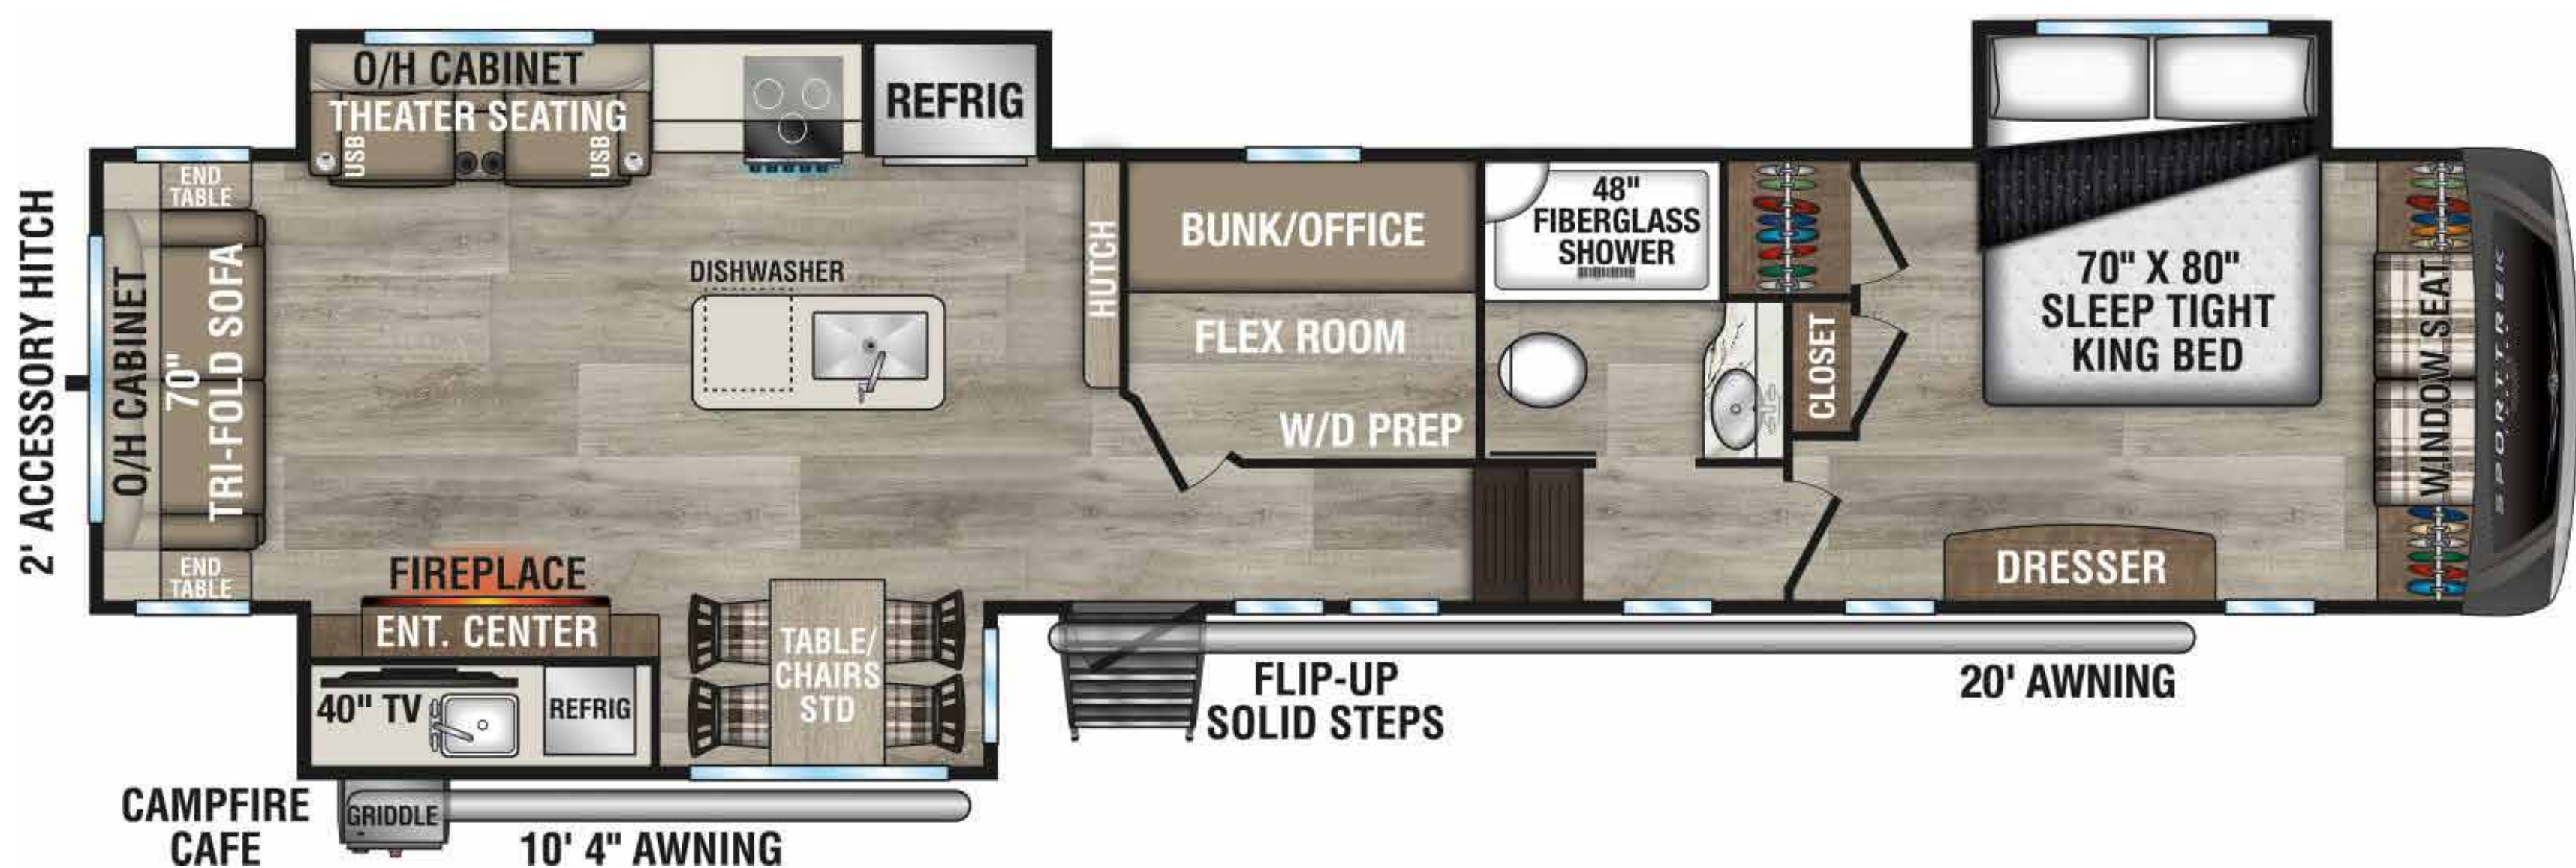 2' ACCESSORY HITCH
O/H CABINET
THEATER SEATING
USB
USB
REFRIG
END
TABLE
O/H CABINET
70"
TRI-FOLD SOFA
END
TABLE
DISHWASHER
HUTCH
BUNK/OFFICE
FLEX ROOM
W/D PREP
48"
FIBERGLASS
SHOWER
CLOSET
70" X 80"
SLEEP TIGHT
KING BED
WINDOW SEAT
SPORTTREK
DRESSER
FIREPLACE
ENT. CENTER
40" TV
REFRIG
TABLE/
CHAIRS
STD
FLIP-UP
SOLID STEPS
20' AWNING
CAMPFIRE
CAFE
GRIDDLE
10' 4" AWNING